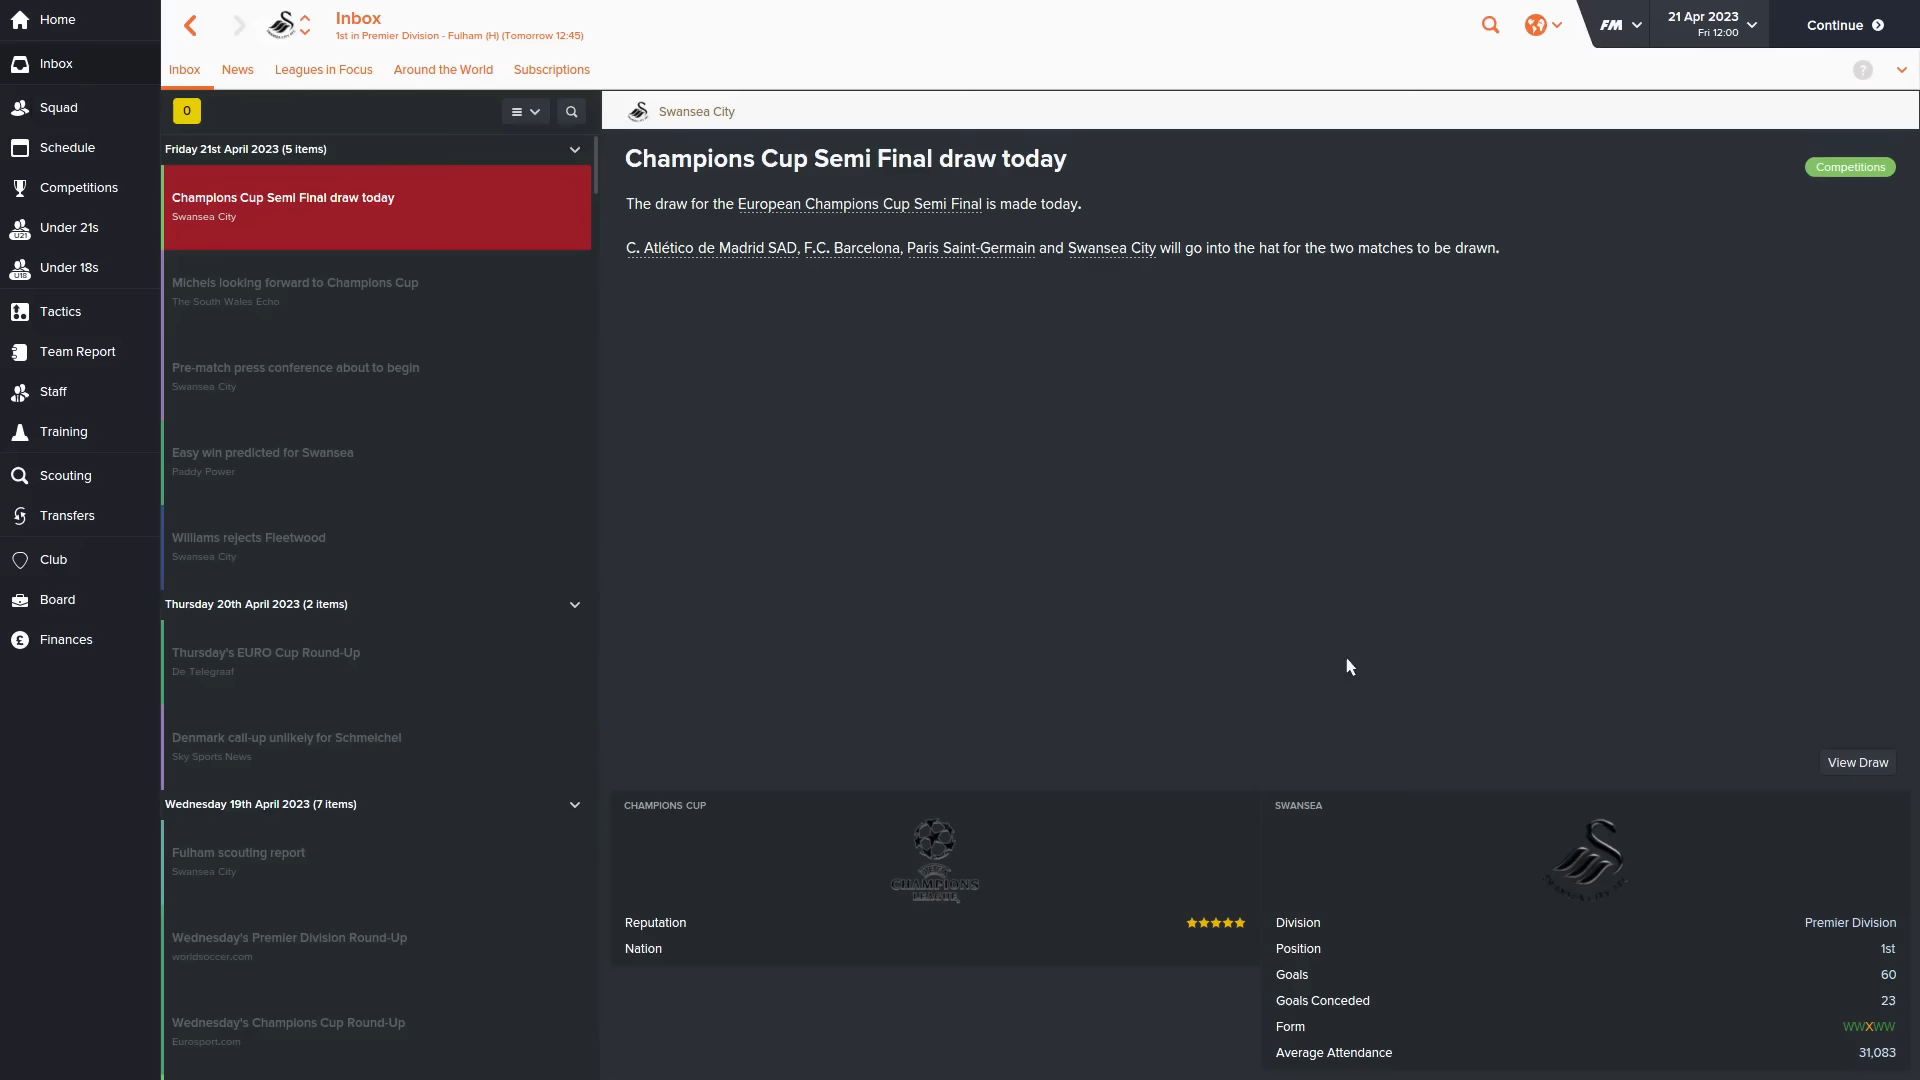 Home
Inbox
Squad
Schedule
Competitions
Under 21s
Under 18s
Tactics
Team Report
Staff
Training
Scouting
Transfers
Club
Board
Finances
Inbox
1st in Premier Division - Fulham (H) (Tomorrow 12:45)
FM
21 Apr 2023
Fri 12:00
Continue
Inbox
News
Leagues in Focus
Around the World
Subscriptions
?
0
Friday 21st April 2023 (5 items)
Champions Cup Semi Final draw today
Swansea City
Michels looking forward to Champions Cup
The South Wales Echo
Pre-match press conference about to begin
Swansea City
Easy win predicted for Swansea
Paddy Power
Williams rejects Fleetwood
Swansea City
Thursday 20th April 2023 (2 items)
Thursday's EURO Cup Round-Up
De Telegraaf
Denmark call-up unlikely for Schmeichel
Sky Sports News
Wednesday 19th April 2023 (7 items)
Fulham scouting report
Swansea City
Wednesday's Premier Division Round-Up
worldsoccer.com
Wednesday's Champions Cup Round-Up
Eurosport.com
Swansea City
Champions Cup Semi Final draw today
Competitions
The draw for the European Champions Cup Semi Final is made today.
C. Atlético de Madrid SAD, F.C. Barcelona, Paris Saint-Germain and Swansea City will go into the hat for the two matches to be drawn.
View Draw
CHAMPIONS CUP
CHAMPIONS
LEAGUE
Reputation
Nation
SWANSEA
Division Premier Division
Position 1st
Goals 60
Goals Conceded 23
Form WWXWW
Average Attendance 31,083